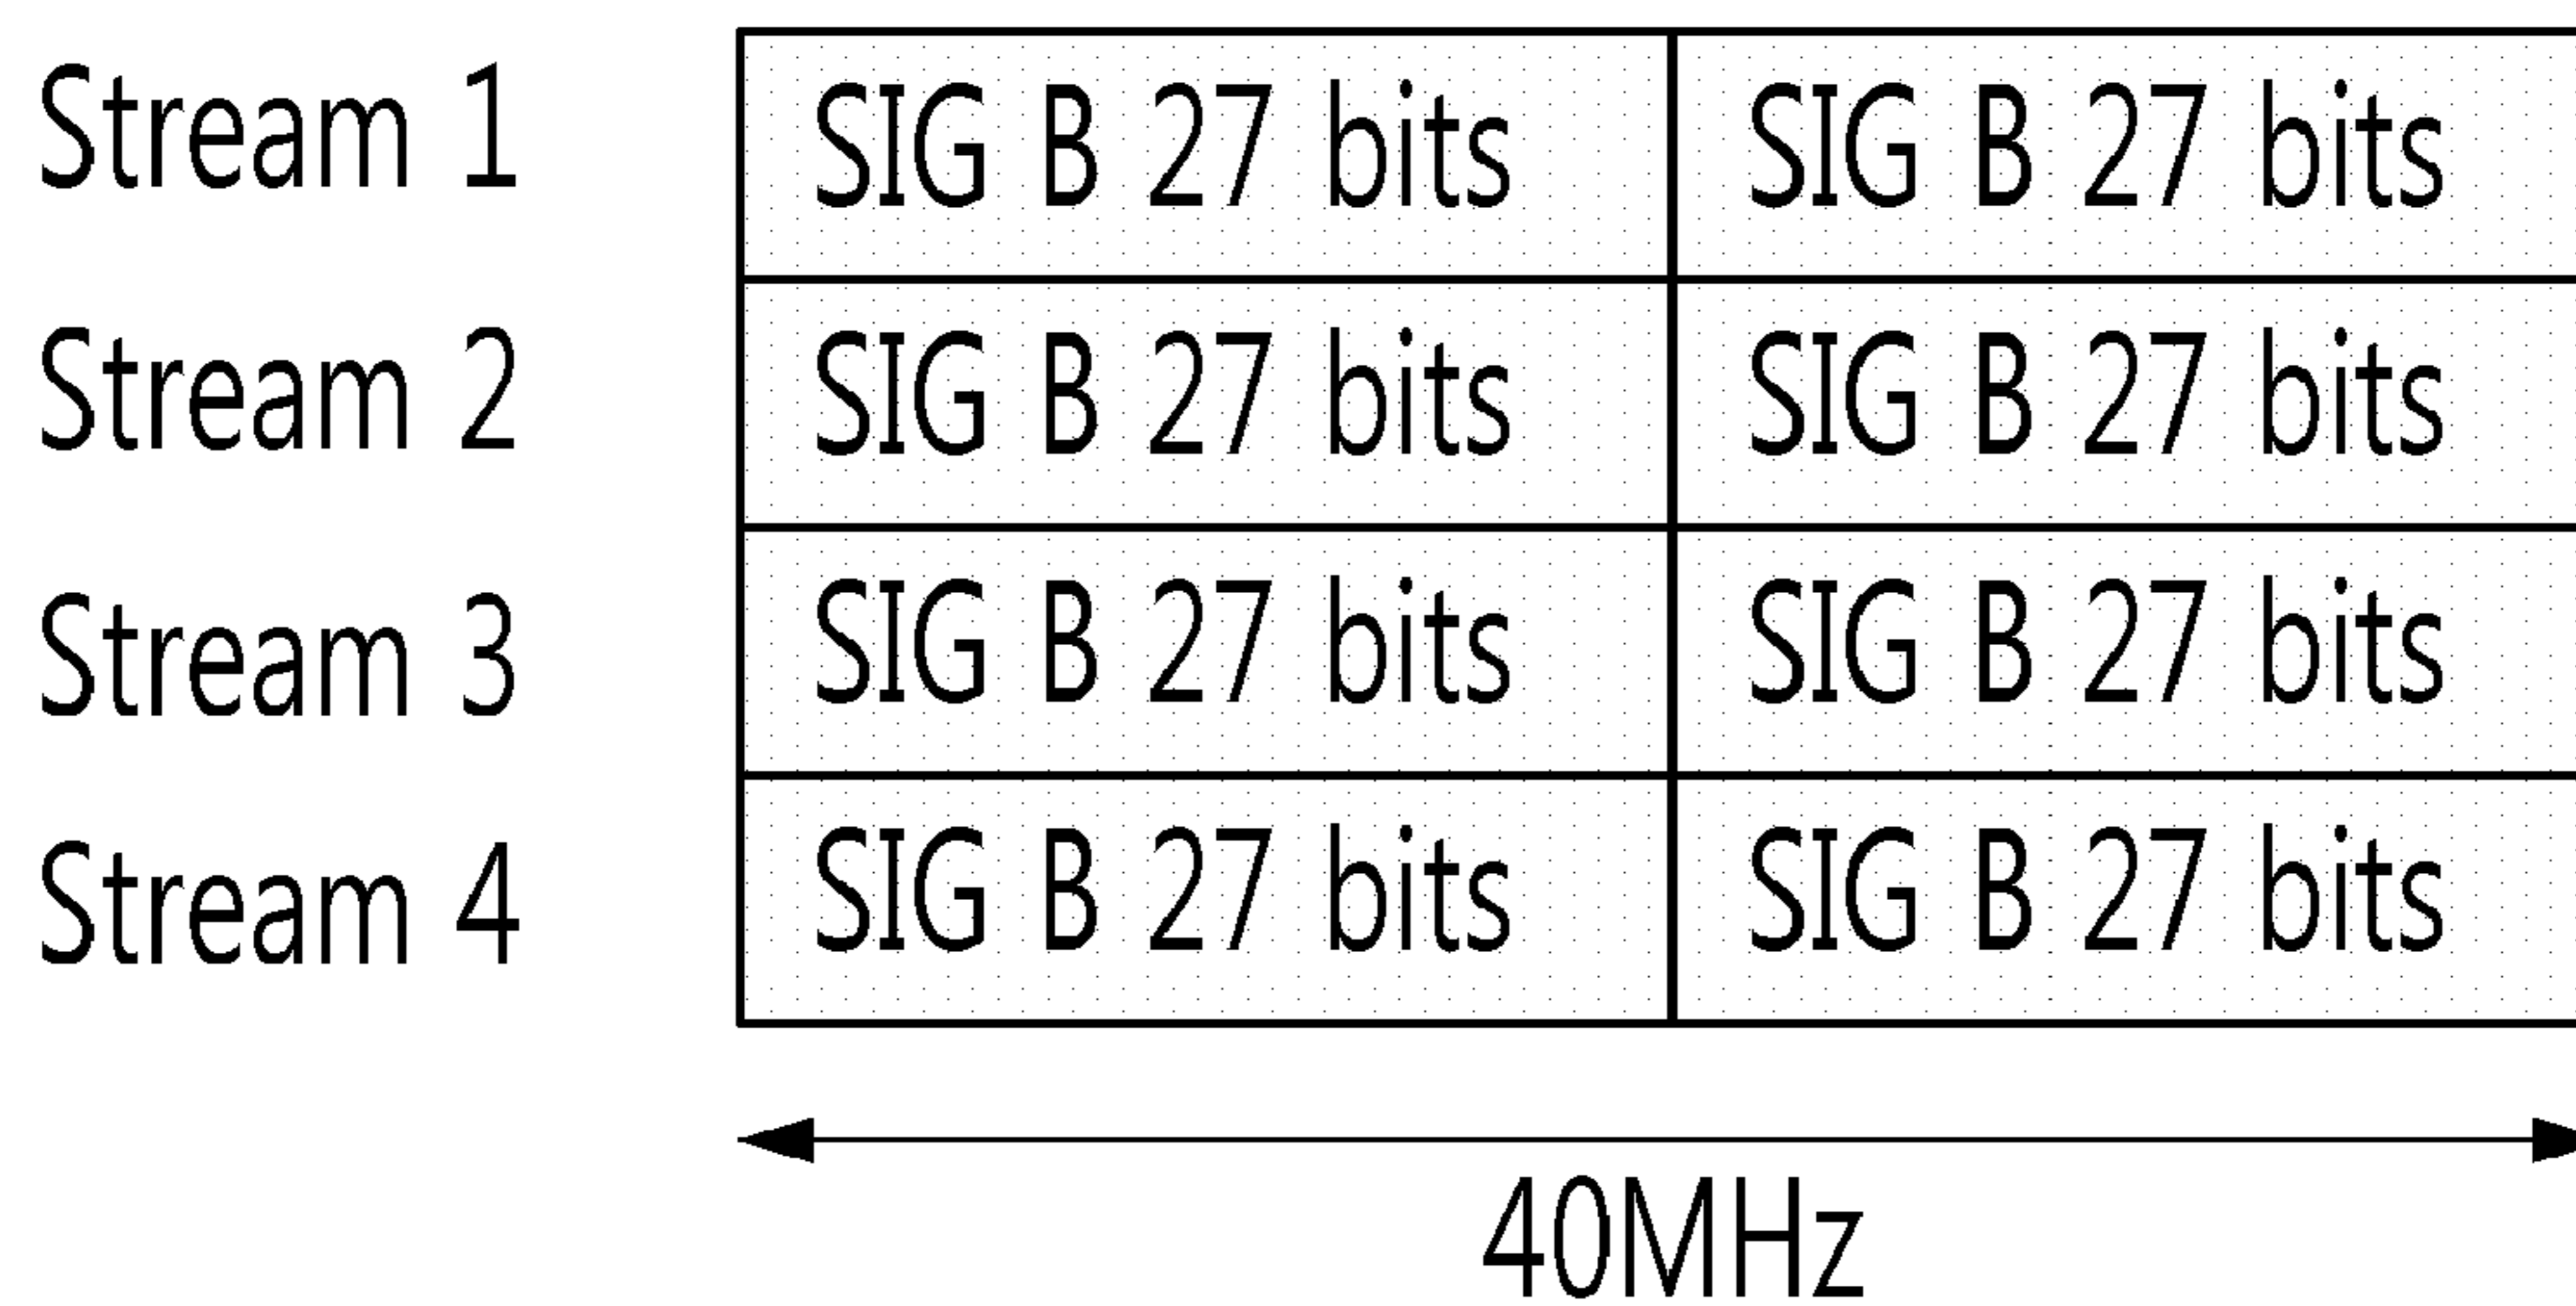 Stream 1 SIG B 27 bits SIG B 27 bits
Stream 2 SIG B 27 bits SIG B 27 bits
Stream 3 SIG B 27 bits SIG B 27 bits
Stream 4 SIG B 27 bits SIG B 27 bits
40MHz